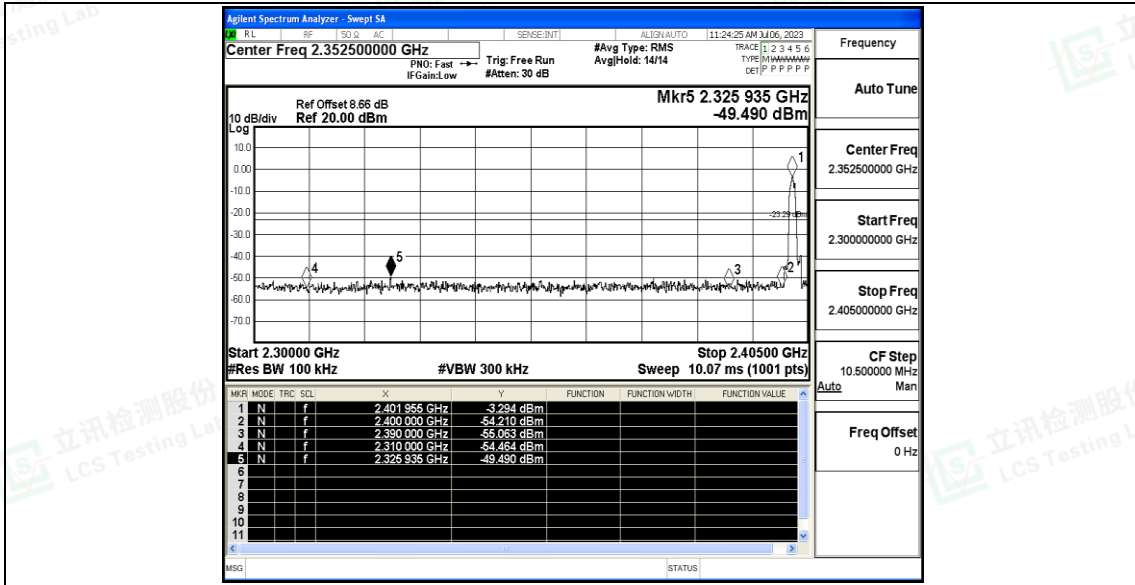 Agilent Spectrum Analyzer - Swept SA
LXI RL RF 50 Ω AC SENSE:INT ALIGN AUTO 11:24:25 AM Jul 06, 2023
Center Freq 2.352500000 GHz
PNO: Fast
IFGain:Low
Trig: Free Run
#Atten: 30 dB
#Avg Type: RMS
Avg|Hold: 14/14
TRACE 1 2 3 4 5 6
TYPE M WWWWW
DET P P P P P P
Ref Offset 8.66 dB
Ref 20.00 dBm
10 dB/div
Log
Mkr5 2.325 935 GHz
-49.490 dBm
10.0
0.00
-10.0
-20.0
-30.0
-40.0
-50.0
-60.0
-70.0
1
-23.29 dBm
4
5
3
2
Start 2.30000 GHz Stop 2.40500 GHz
#Res BW 100 kHz #VBW 300 kHz Sweep 10.07 ms (1001 pts)
MKR MODE TRC SCL X Y FUNCTION FUNCTION WIDTH FUNCTION VALUE
1 N f 2.401 955 GHz -3.294 dBm
2 N f 2.400 000 GHz -54.210 dBm
3 N f 2.390 000 GHz -55.063 dBm
4 N f 2.310 000 GHz -54.464 dBm
5 N f 2.325 935 GHz -49.490 dBm
6
7
8
9
10
11
MSG STATUS
Frequency
Auto Tune
Center Freq
2.352500000 GHz
Start Freq
2.300000000 GHz
Stop Freq
2.405000000 GHz
CF Step
10.500000 MHz
Auto Man
Freq Offset
0 Hz
sting Lab
立讯检测股份
LCS Testing Lab
立讯检测股份
LCS Testing L